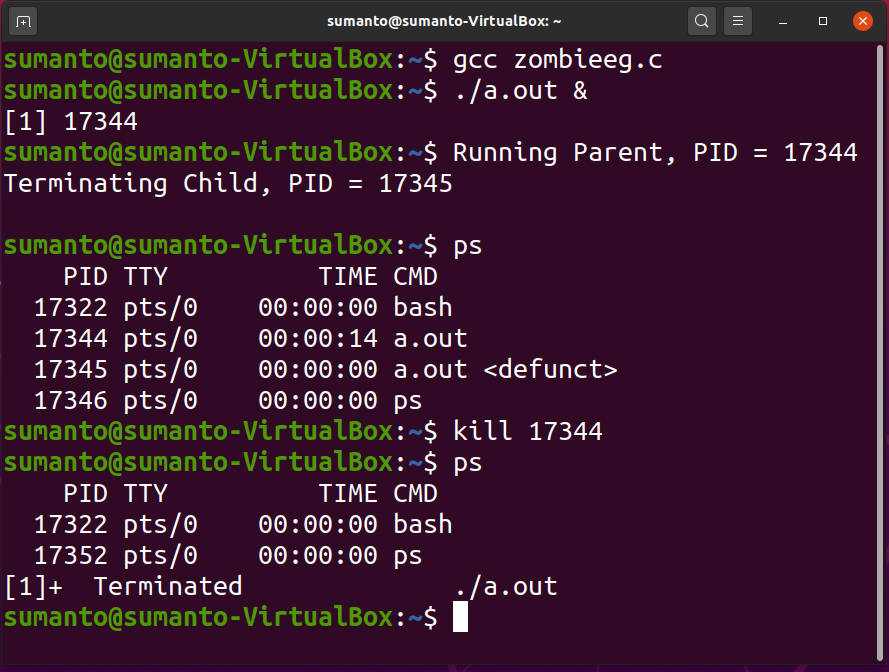 sumanto@sumanto-VirtualBox: ~
sumanto@sumanto-VirtualBox:~$ gcc zombieeg.c
sumanto@sumanto-VirtualBox:~$ ./a.out &
[1] 17344
sumanto@sumanto-VirtualBox:~$ Running Parent, PID = 17344
Terminating Child, PID = 17345
sumanto@sumanto-VirtualBox:~$ ps
    PID TTY          TIME CMD
  17322 pts/0    00:00:00 bash
  17344 pts/0    00:00:14 a.out
  17345 pts/0    00:00:00 a.out <defunct>
  17346 pts/0    00:00:00 ps
sumanto@sumanto-VirtualBox:~$ kill 17344
sumanto@sumanto-VirtualBox:~$ ps
    PID TTY          TIME CMD
  17322 pts/0    00:00:00 bash
  17352 pts/0    00:00:00 ps
[1]+  Terminated              ./a.out
sumanto@sumanto-VirtualBox:~$